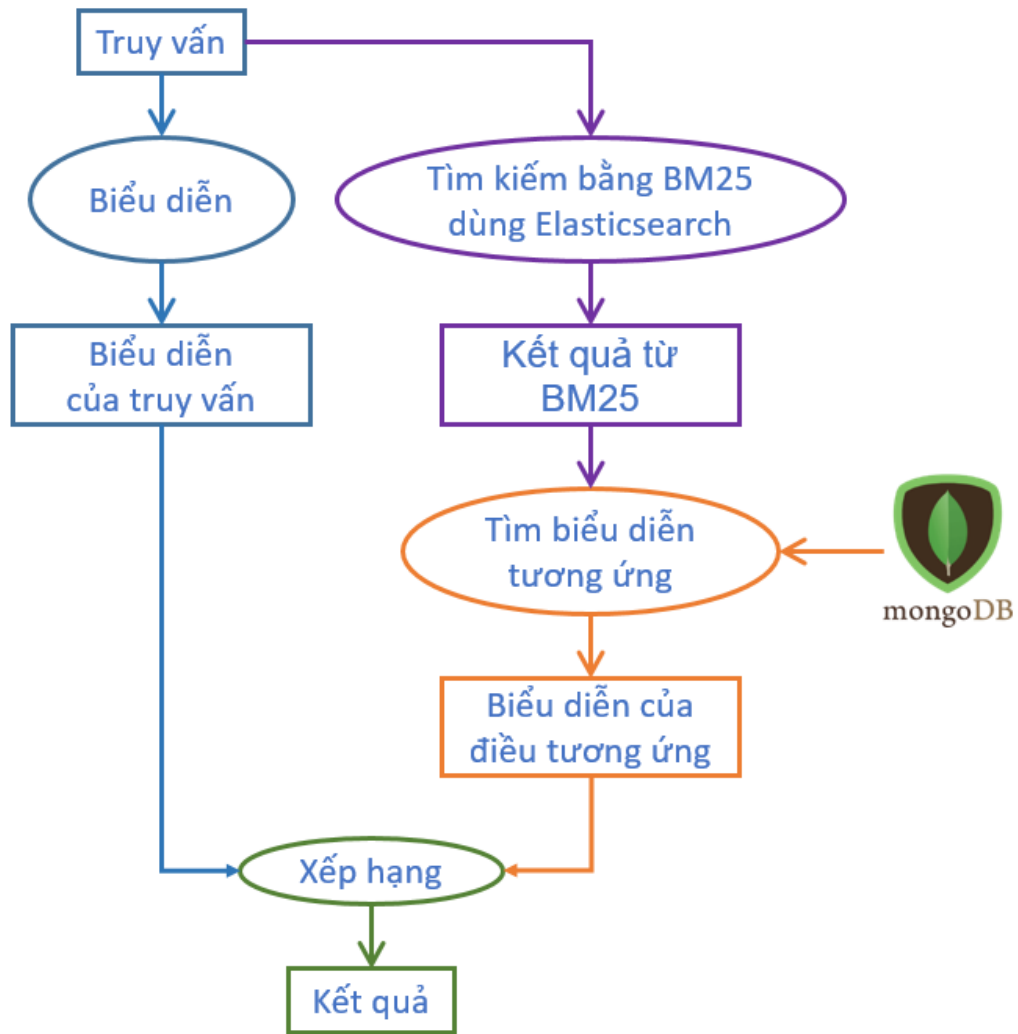 Truy vấn
Biểu diễn
Tìm kiếm bằng BM25
dùng Elasticsearch
Biểu diễn
của truy vấn
Kết quả từ
BM25
Tìm biểu diễn
tương ứng
mongoDB
Biểu diễn của
điều tương ứng
Xếp hạng
Kết quả